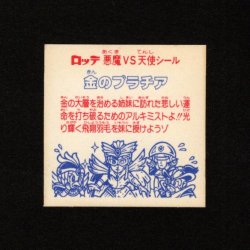 ロッテ 悪魔VS天使シール
金のプラチア
金の大層を治める姉妹に訪れた悲しい運
命を打ち破るためのアルキミストよ!!光
り輝く飛翔羽毛を妹に授けようゾ